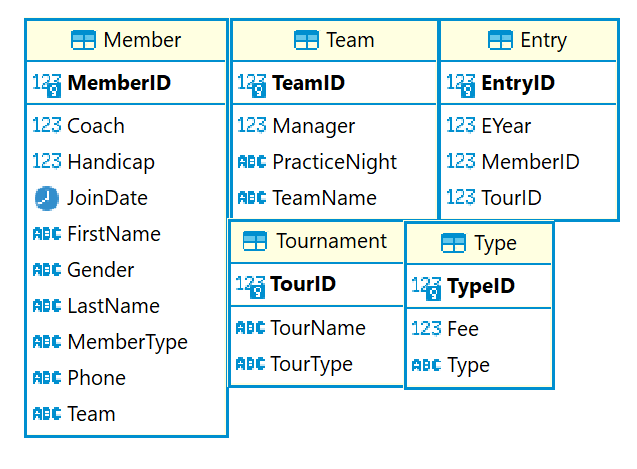 Member
123 MemberID
123 Coach
123 Handicap
JoinDate
ABC FirstName
ABC Gender
ABC LastName
ABC MemberType
ABC Phone
ABC Team
Team
123 TeamID
123 Manager
ABC PracticeNight
ABC TeamName
Entry
123 EntryID
123 EYear
123 MemberID
123 TourID
Tournament
123 TourID
ABC TourName
ABC TourType
Type
123 TypeID
123 Fee
ABC Type